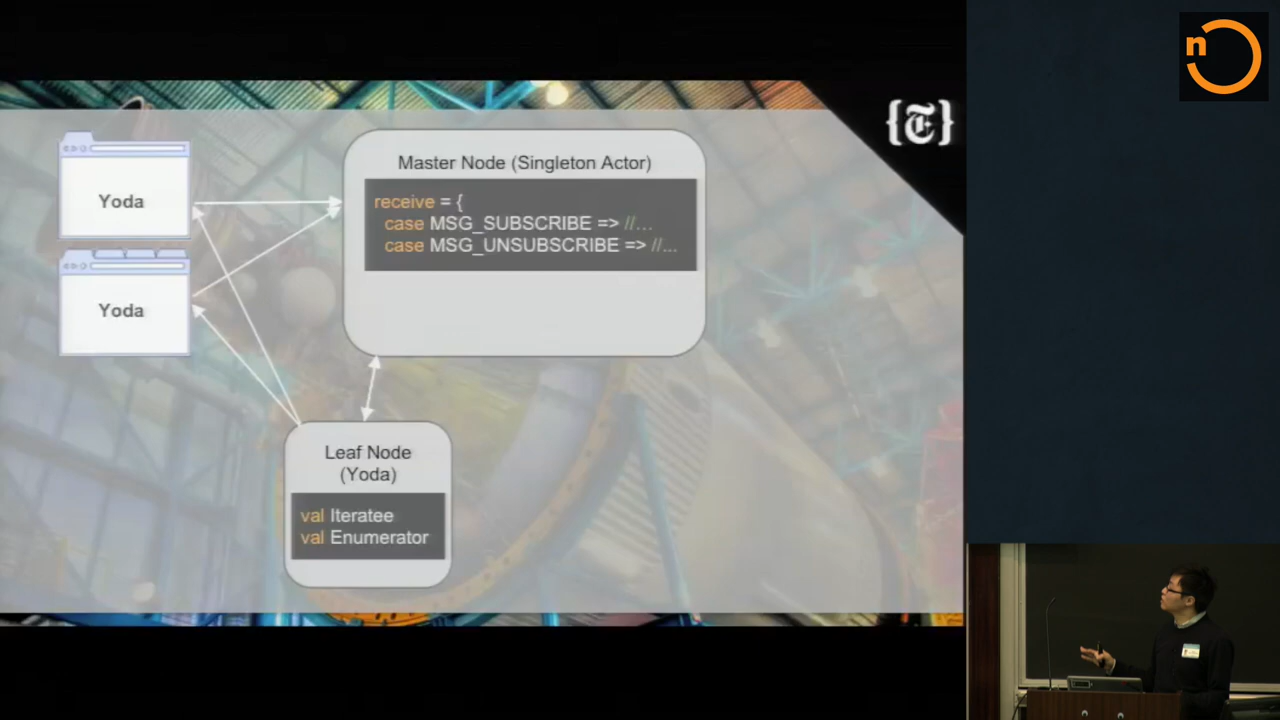 n
{T}
Yoda
Yoda
Master Node (Singleton Actor)
receive = {
case MSG_SUBSCRIBE => //...
case MSG_UNSUBSCRIBE => //...
Leaf Node
(Yoda)
val Iteratee
val Enumerator